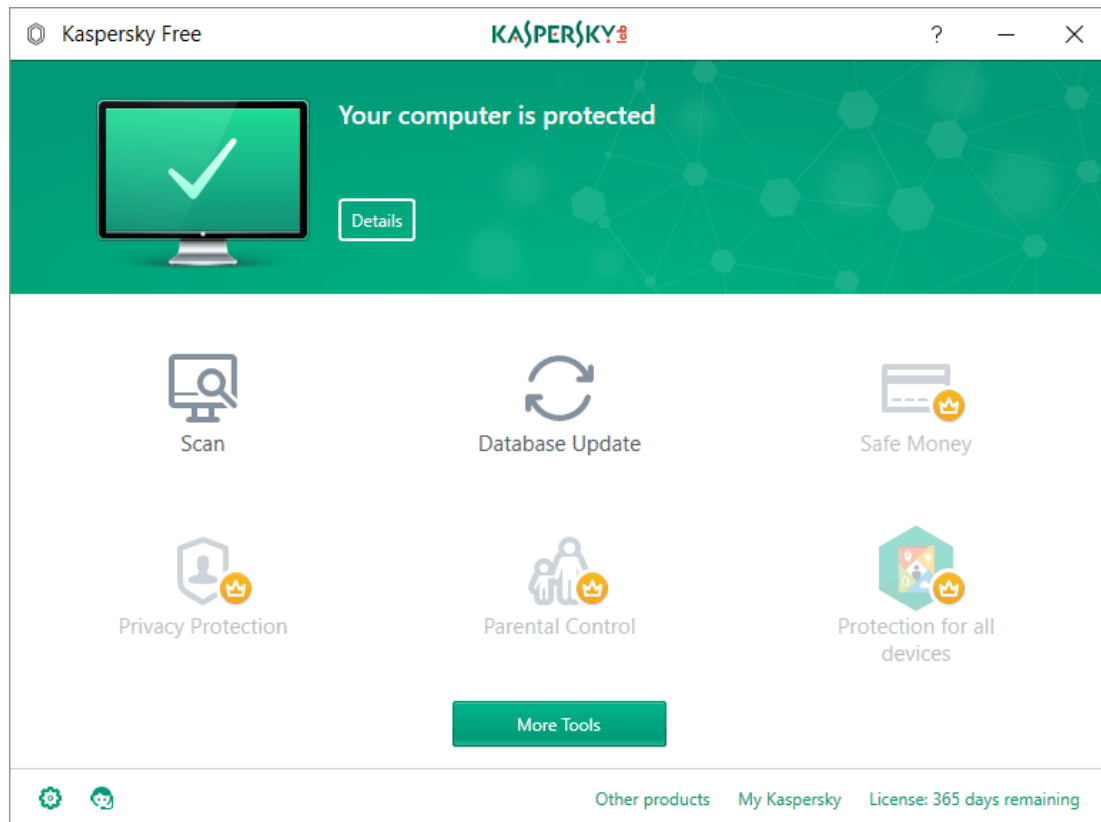 Kaspersky Free
KASPERSKY lab
?
Your computer is protected
Details
Scan
Database Update
Safe Money
Privacy Protection
Parental Control
Protection for all
devices
More Tools
Other products
My Kaspersky
License: 365 days remaining